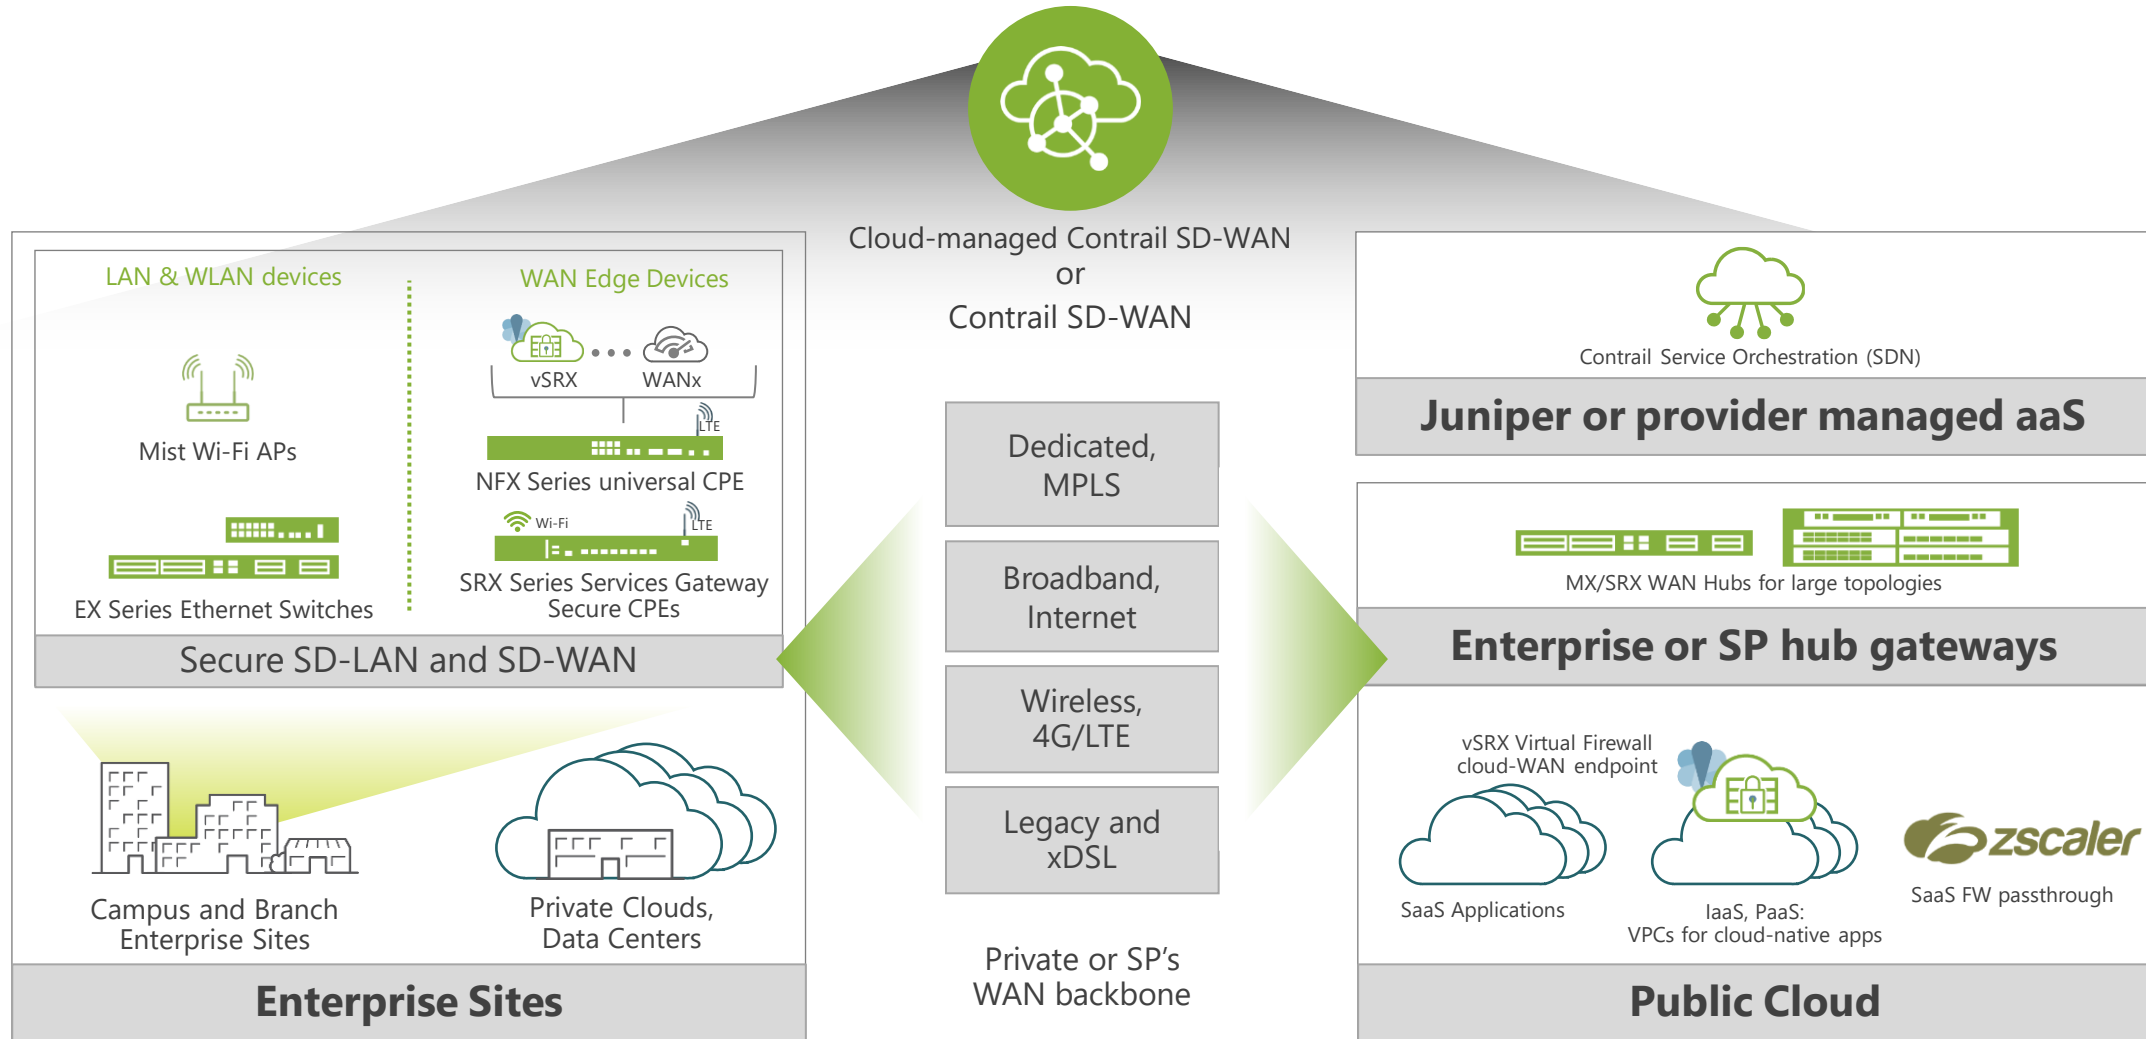 Cloud-managed Contrail SD-WAN
or
Contrail SD-WAN
LAN & WLAN devices
Mist Wi-Fi APs
EX Series Ethernet Switches
WAN Edge Devices
vSRX
WANx
LTE
NFX Series universal CPE
Wi-Fi
LTE
SRX Series Services Gateway
Secure CPEs
Secure SD-LAN and SD-WAN
Campus and Branch
Enterprise Sites
Private Clouds,
Data Centers
Enterprise Sites
Dedicated,
MPLS
Broadband,
Internet
Wireless,
4G/LTE
Legacy and
xDSL
Private or SP's
WAN backbone
Contrail Service Orchestration (SDN)
Juniper or provider managed aaS
MX/SRX WAN Hubs for large topologies
Enterprise or SP hub gateways
vSRX Virtual Firewall
cloud-WAN endpoint
SaaS Applications
IaaS, PaaS:
VPCs for cloud-native apps
zscaler
SaaS FW passthrough
Public Cloud